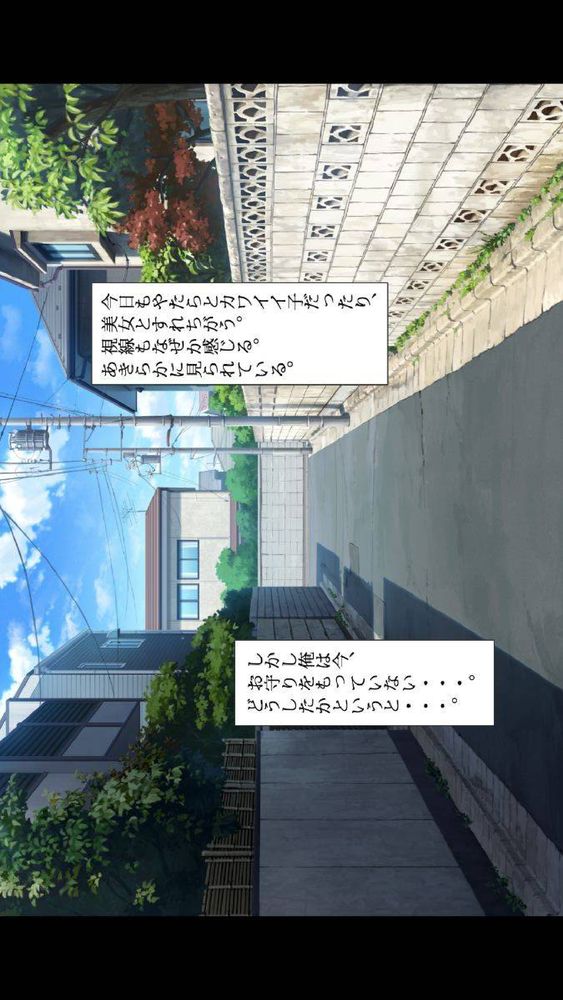 今日もやたらとカワイイ子だったり、
美女とすれちがう。
視線もなぜか感じる。
あきらかに見られている。
しかし俺は今、
お守りをもっていない・・・。
どうしたかというと・・・。